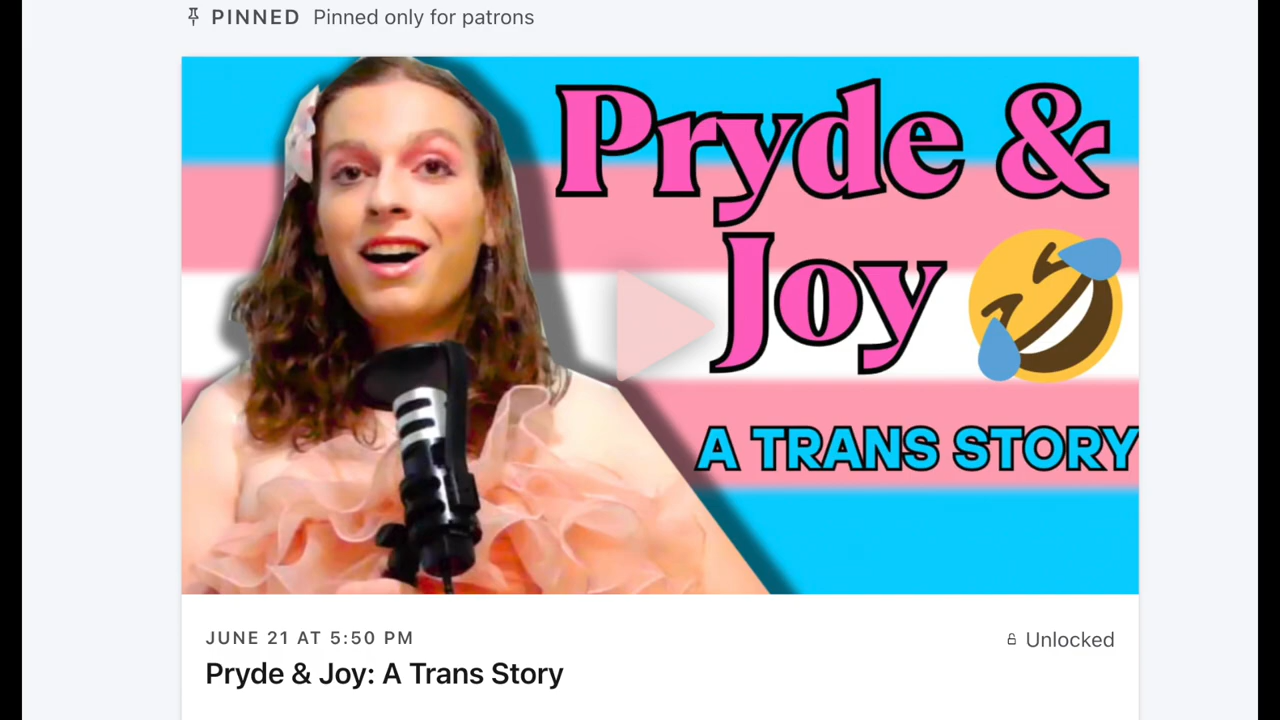 PINNED Pinned only for patrons
Pryde &
Joy
A TRANS STORY
JUNE 21 AT 5:50 PM
Unlocked
Pryde & Joy: A Trans Story